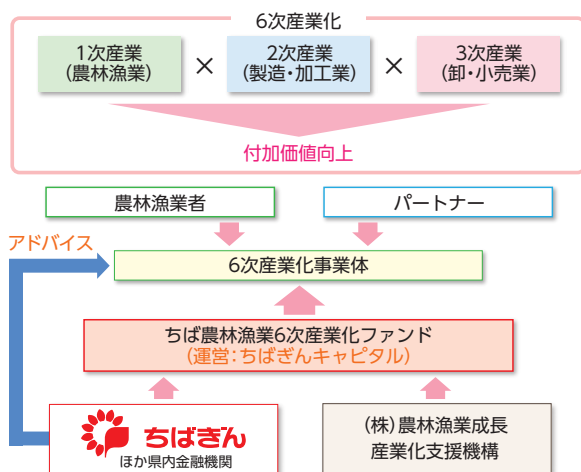 6次産業化
1次産業
(農林漁業)
×
2次産業
(製造・加工業)
×
3次産業
(卸・小売業)
付加価値向上
農林漁業者
パートナー
アドバイス
6次産業化事業体
ちば農林漁業6次産業化ファンド
(運営:ちばぎんキャピタル)
ちばぎん
ほか県内金融機関
(株)農林漁業成長
産業化支援機構